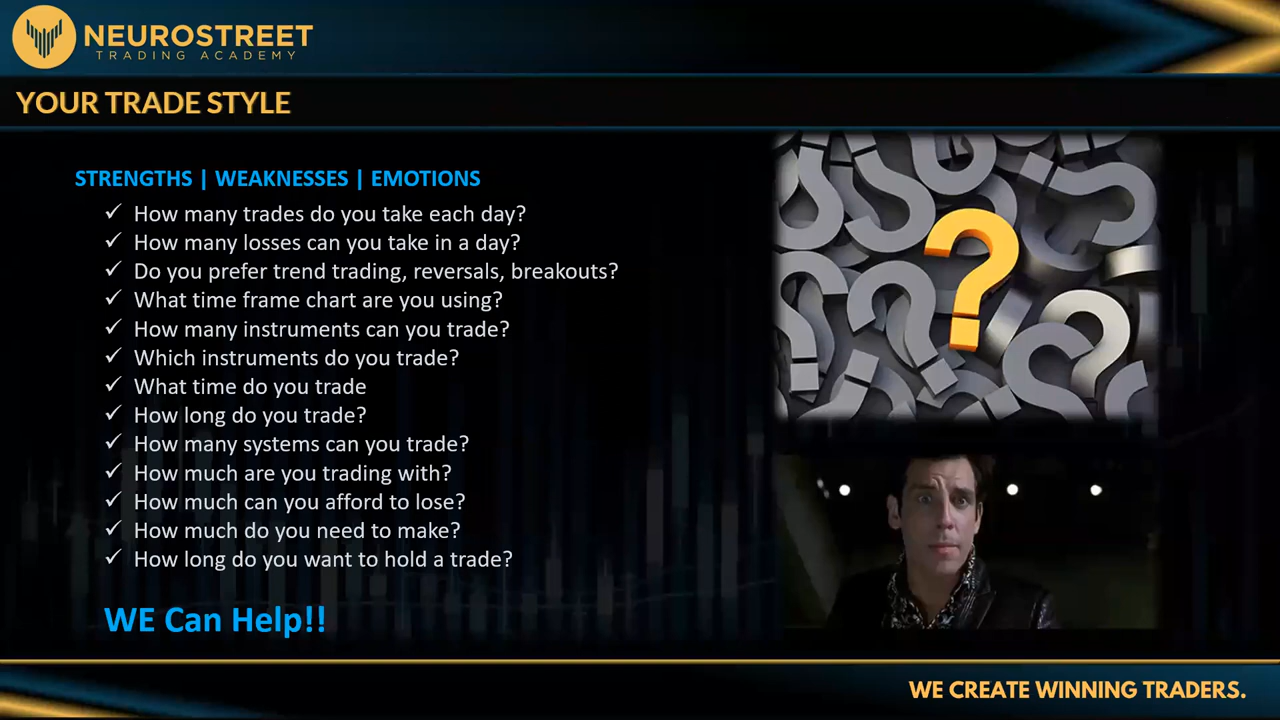 NEUROSTREET
TRADING ACADEMY
YOUR TRADE STYLE
STRENGTHS | WEAKNESSES | EMOTIONS
✓ How many trades do you take each day?
✓ How many losses can you take in a day?
✓ Do you prefer trend trading, reversals, breakouts?
✓ What time frame chart are you using?
✓ How many instruments can you trade?
✓ Which instruments do you trade?
✓ What time do you trade
✓ How long do you trade?
✓ How many systems can you trade?
✓ How much are you trading with?
✓ How much can you afford to lose?
✓ How much do you need to make?
✓ How long do you want to hold a trade?
WE Can Help!!
WE CREATE WINNING TRADERS.